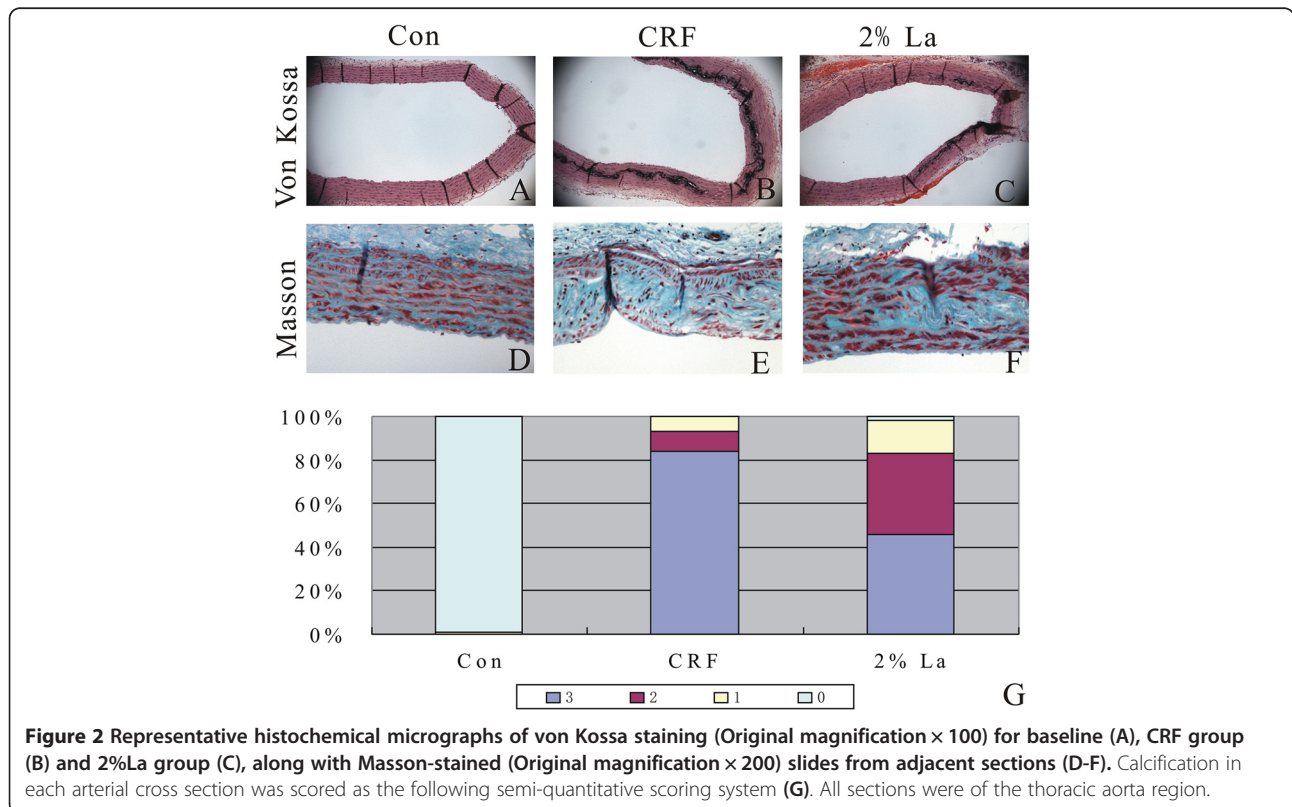 Con CRF 2% La
Von Kossa
A B C
Masson
D E F
100%
80%
60%
40%
20%
0%
Con CRF 2% La
3 2 1 0
G
Figure 2 Representative histochemical micrographs of von Kossa staining (Original magnification × 100) for baseline (A), CRF group
(B) and 2%La group (C), along with Masson-stained (Original magnification × 200) slides from adjacent sections (D-F). Calcification in
each arterial cross section was scored as the following semi-quantitative scoring system (G). All sections were of the thoracic aorta region.